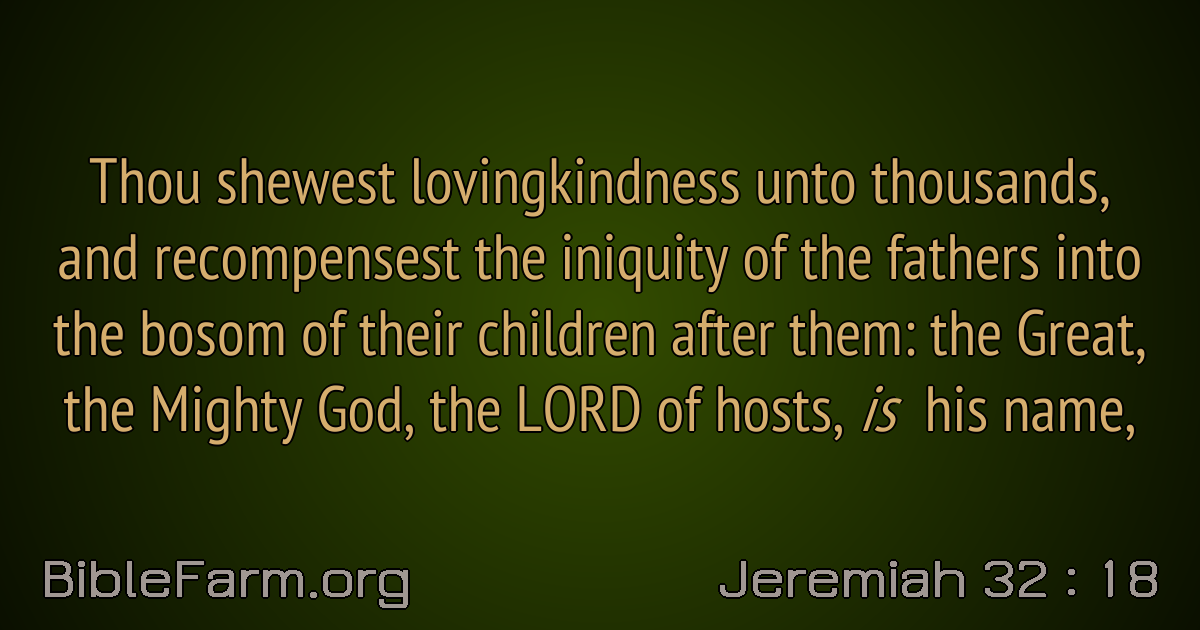 Thou shewest lovingkindness unto thousands,
and recompensest the iniquity of the fathers into
the bosom of their children after them: the Great,
the Mighty God, the LORD of hosts, is his name,
BibleFarm.org
Jeremiah 32 : 18